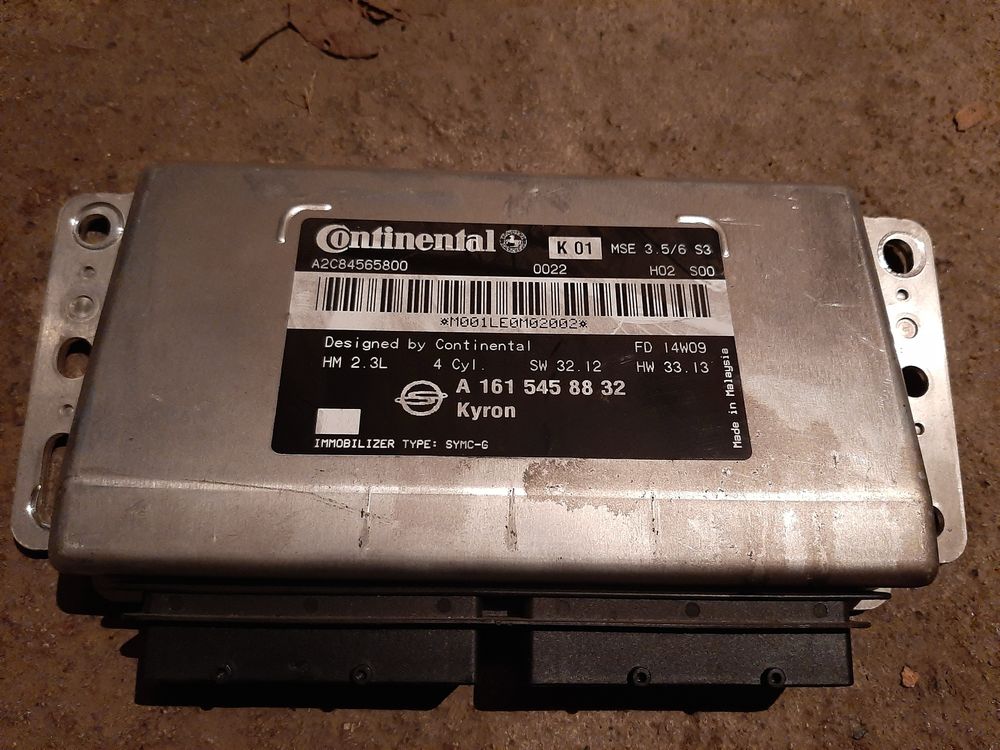 Continental K 01 MSE 3.5/6 S3
A2C84565800 0022 H02 S00
*M001LE0M02002*
Designed by Continental FD 14W09
HM 2.3L 4 Cyl. SW 32.12 HW 33.13
A 161 545 88 32
Kyron
IMMOBILIZER TYPE: SYMC-G
Made in Malaysia